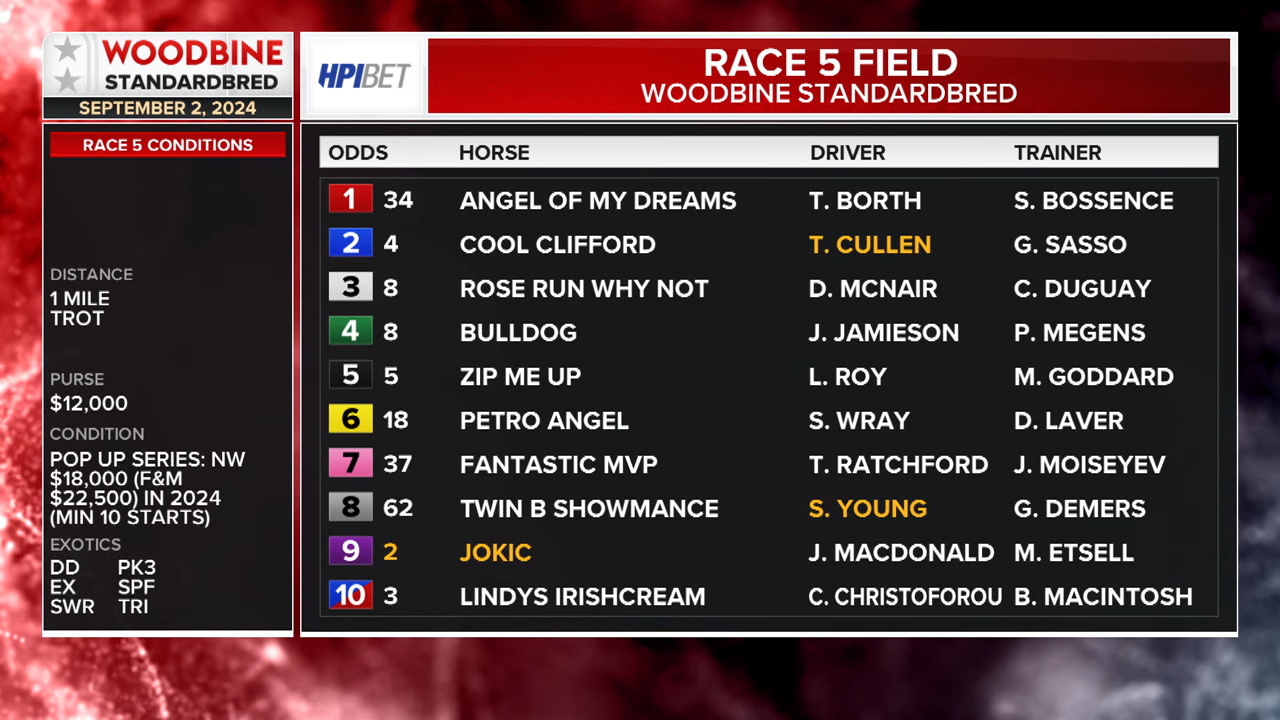 WOODBINE
STANDARDBRED
SEPTEMBER 2, 2024
RACE 5 CONDITIONS
DISTANCE
1 MILE
TROT
PURSE
$12,000
CONDITION
POP UP SERIES: NW
$18,000 (F&M
$22,500) IN 2024
(MIN 10 STARTS)
EXOTICS
DD PK3
EX SPF
SWR TRI
HPIBET
RACE 5 FIELD
WOODBINE STANDARDBRED
ODDS HORSE DRIVER TRAINER
1 34 ANGEL OF MY DREAMS T. BORTH S. BOSSENCE
2 4 COOL CLIFFORD T. CULLEN G. SASSO
3 8 ROSE RUN WHY NOT D. MCNAIR C. DUGUAY
4 8 BULLDOG J. JAMIESON P. MEGENS
5 5 ZIP ME UP L. ROY M. GODDARD
6 18 PETRO ANGEL S. WRAY D. LAVER
7 37 FANTASTIC MVP T. RATCHFORD J. MOISEYEV
8 62 TWIN B SHOWMANCE S. YOUNG G. DEMERS
9 2 JOKIC J. MACDONALD M. ETSELL
10 3 LINDYS IRISHCREAM C. CHRISTOFOROU B. MACINTOSH